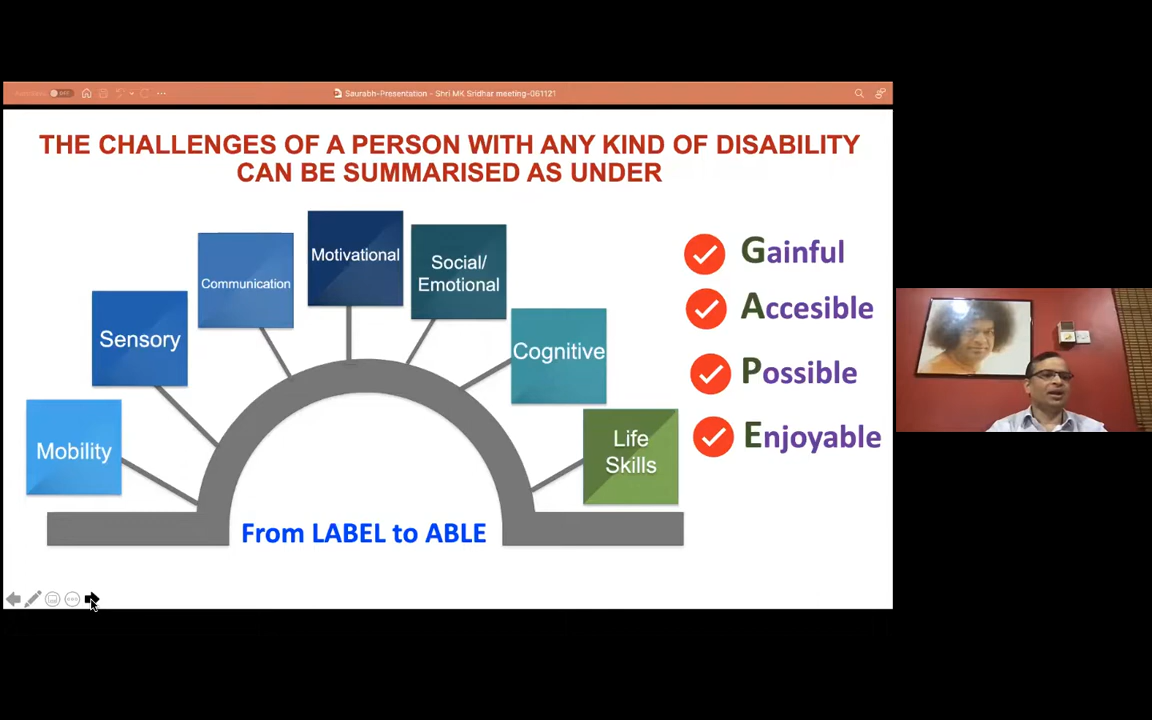 Saurabh-Presentation - Shri MK Sridhar meeting-061121
THE CHALLENGES OF A PERSON WITH ANY KIND OF DISABILITY
CAN BE SUMMARISED AS UNDER
Mobility
Sensory
Communication
Motivational
Social/
Emotional
Cognitive
Life
Skills
From LABEL to ABLE
Gainful
Accesible
Possible
Enjoyable